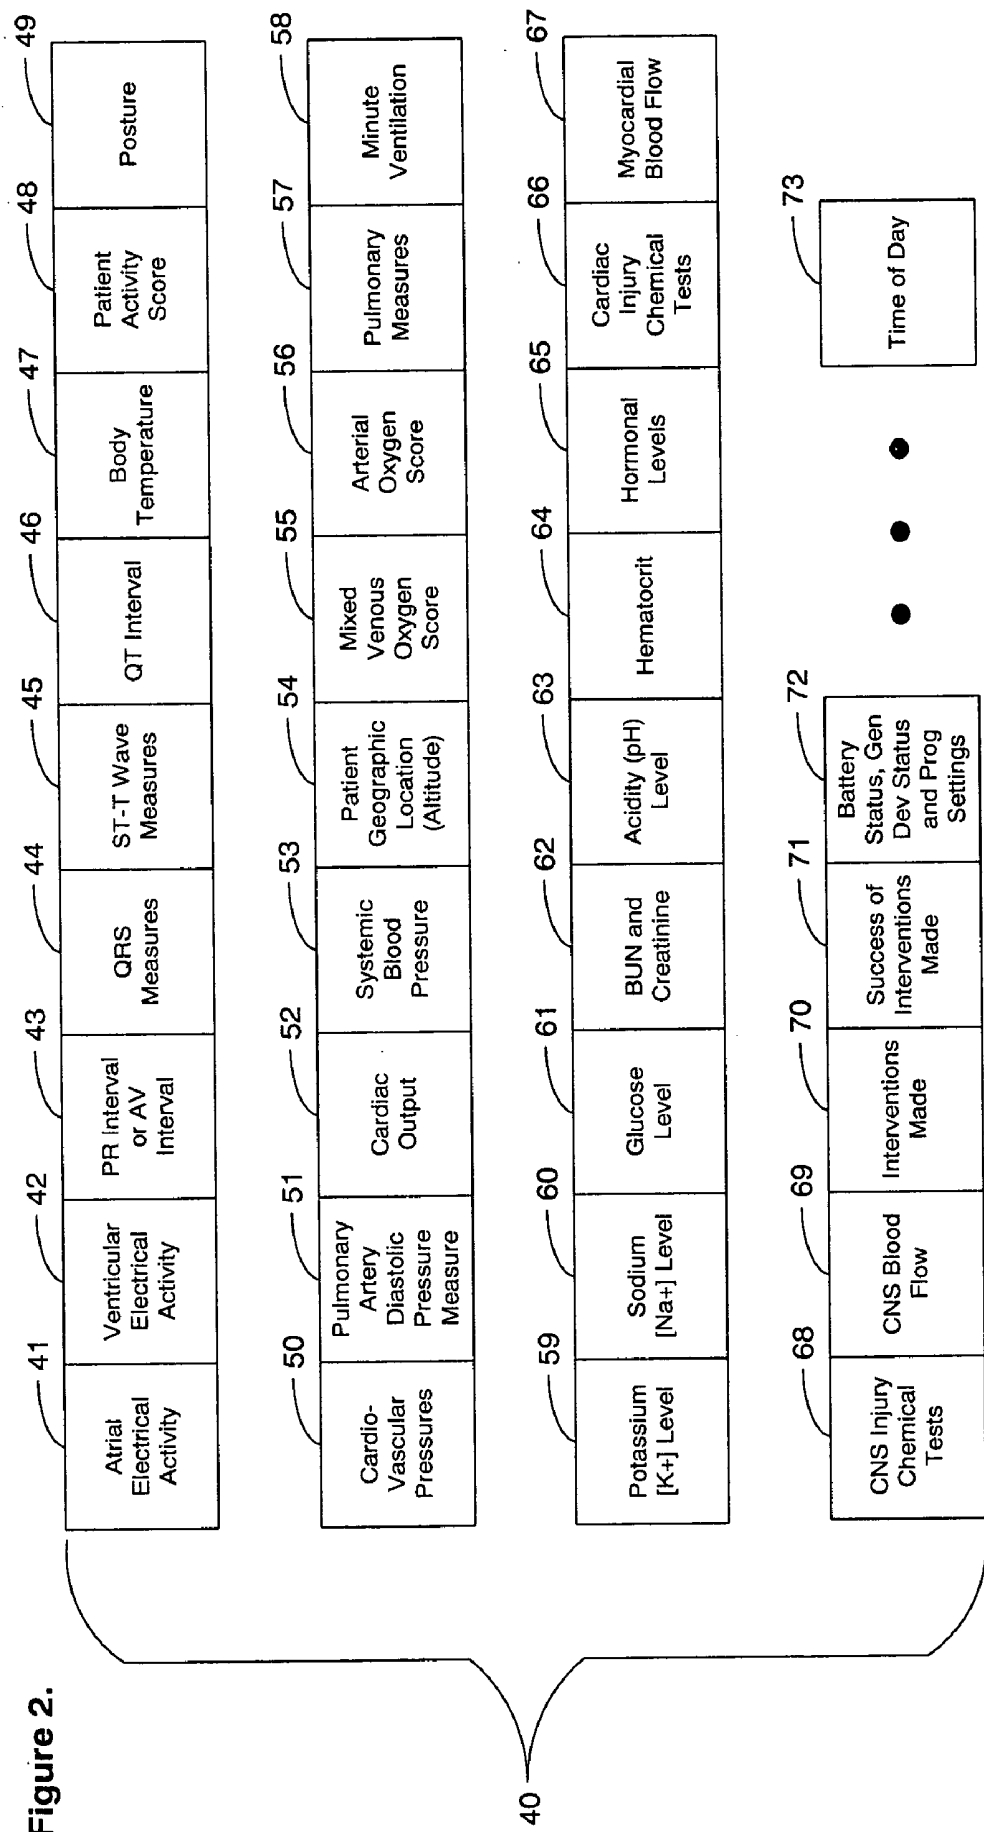 Figure 2.
40
41
42
43
44
45
46
47
48
49
Atrial
Electrical
Activity
Ventricular
Electrical
Activity
PR Interval
or AV
Interval
QRS
Measures
ST-T Wave
Measures
QT Interval
Body
Temperature
Patient
Activity
Score
Posture
50
51
52
53
54
55
56
57
58
Cardio-
Vascular
Pressures
Pulmonary
Artery
Diastolic
Pressure
Measure
Cardiac
Output
Systemic
Blood
Pressure
Patient
Geographic
Location
(Altitude)
Mixed
Venous
Oxygen
Score
Arterial
Oxygen
Score
Pulmonary
Measures
Minute
Ventilation
59
60
61
62
63
64
65
66
67
Potassium
[K+] Level
Sodium
[Na+] Level
Glucose
Level
BUN and
Creatinine
Acidity (pH)
Level
Hematocrit
Hormonal
Levels
Cardiac
Injury
Chemical
Tests
Myocardial
Blood Flow
68
69
70
71
72
73
CNS Injury
Chemical
Tests
CNS Blood
Flow
Interventions
Made
Success of
Interventions
Made
Battery
Status, Gen
Dev Status
and Prog
Settings
Time of Day